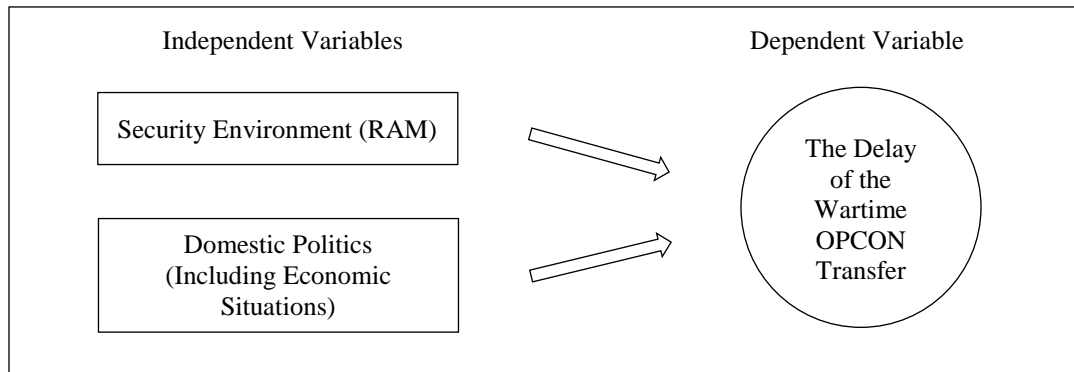 Independent Variables
Dependent Variable
Security Environment (RAM)
Domestic Politics
(Including Economic
Situations)
The Delay
of the
Wartime
OPCON
Transfer